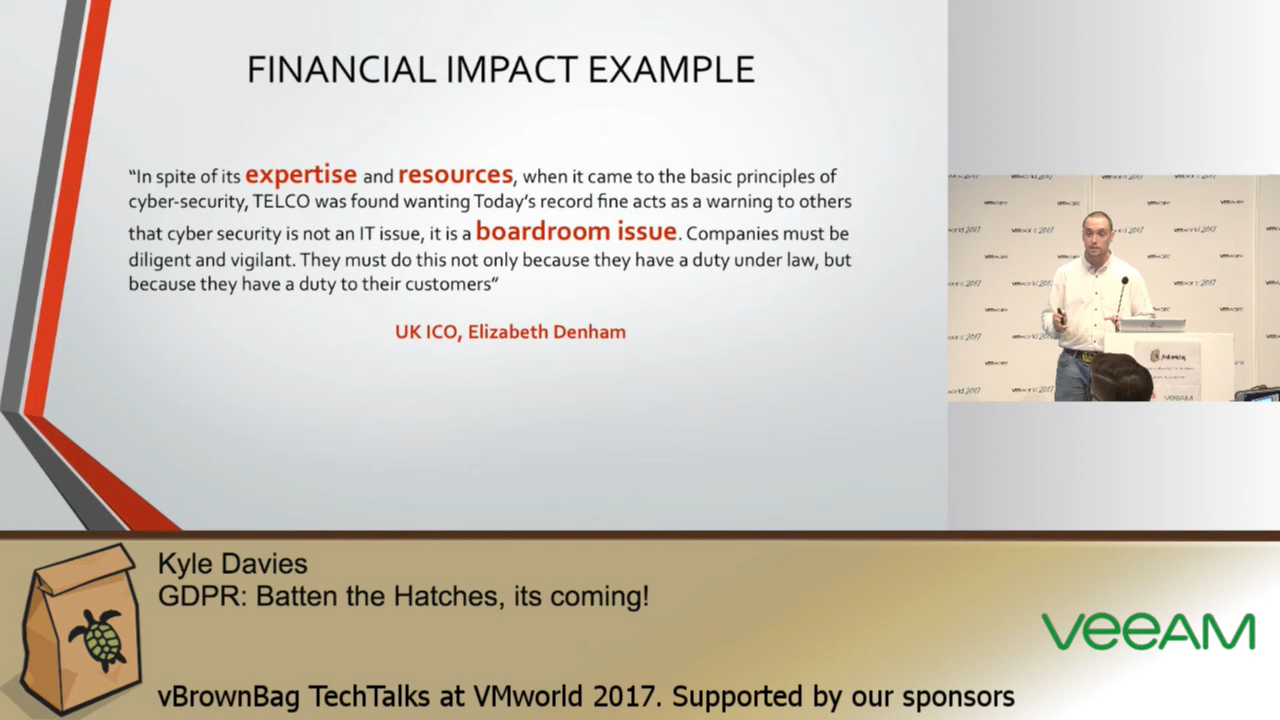 FINANCIAL IMPACT EXAMPLE
“In spite of its expertise and resources, when it came to the basic principles of
cyber-security, TELCO was found wanting Today’s record fine acts as a warning to others
that cyber security is not an IT issue, it is a boardroom issue. Companies must be
diligent and vigilant. They must do this not only because they have a duty under law, but
because they have a duty to their customers“
UK ICO, Elizabeth Denham
Kyle Davies
GDPR: Batten the Hatches, its coming!
veeAM
vBrownBag TechTalks at VMworld 2017. Supported by our sponsors